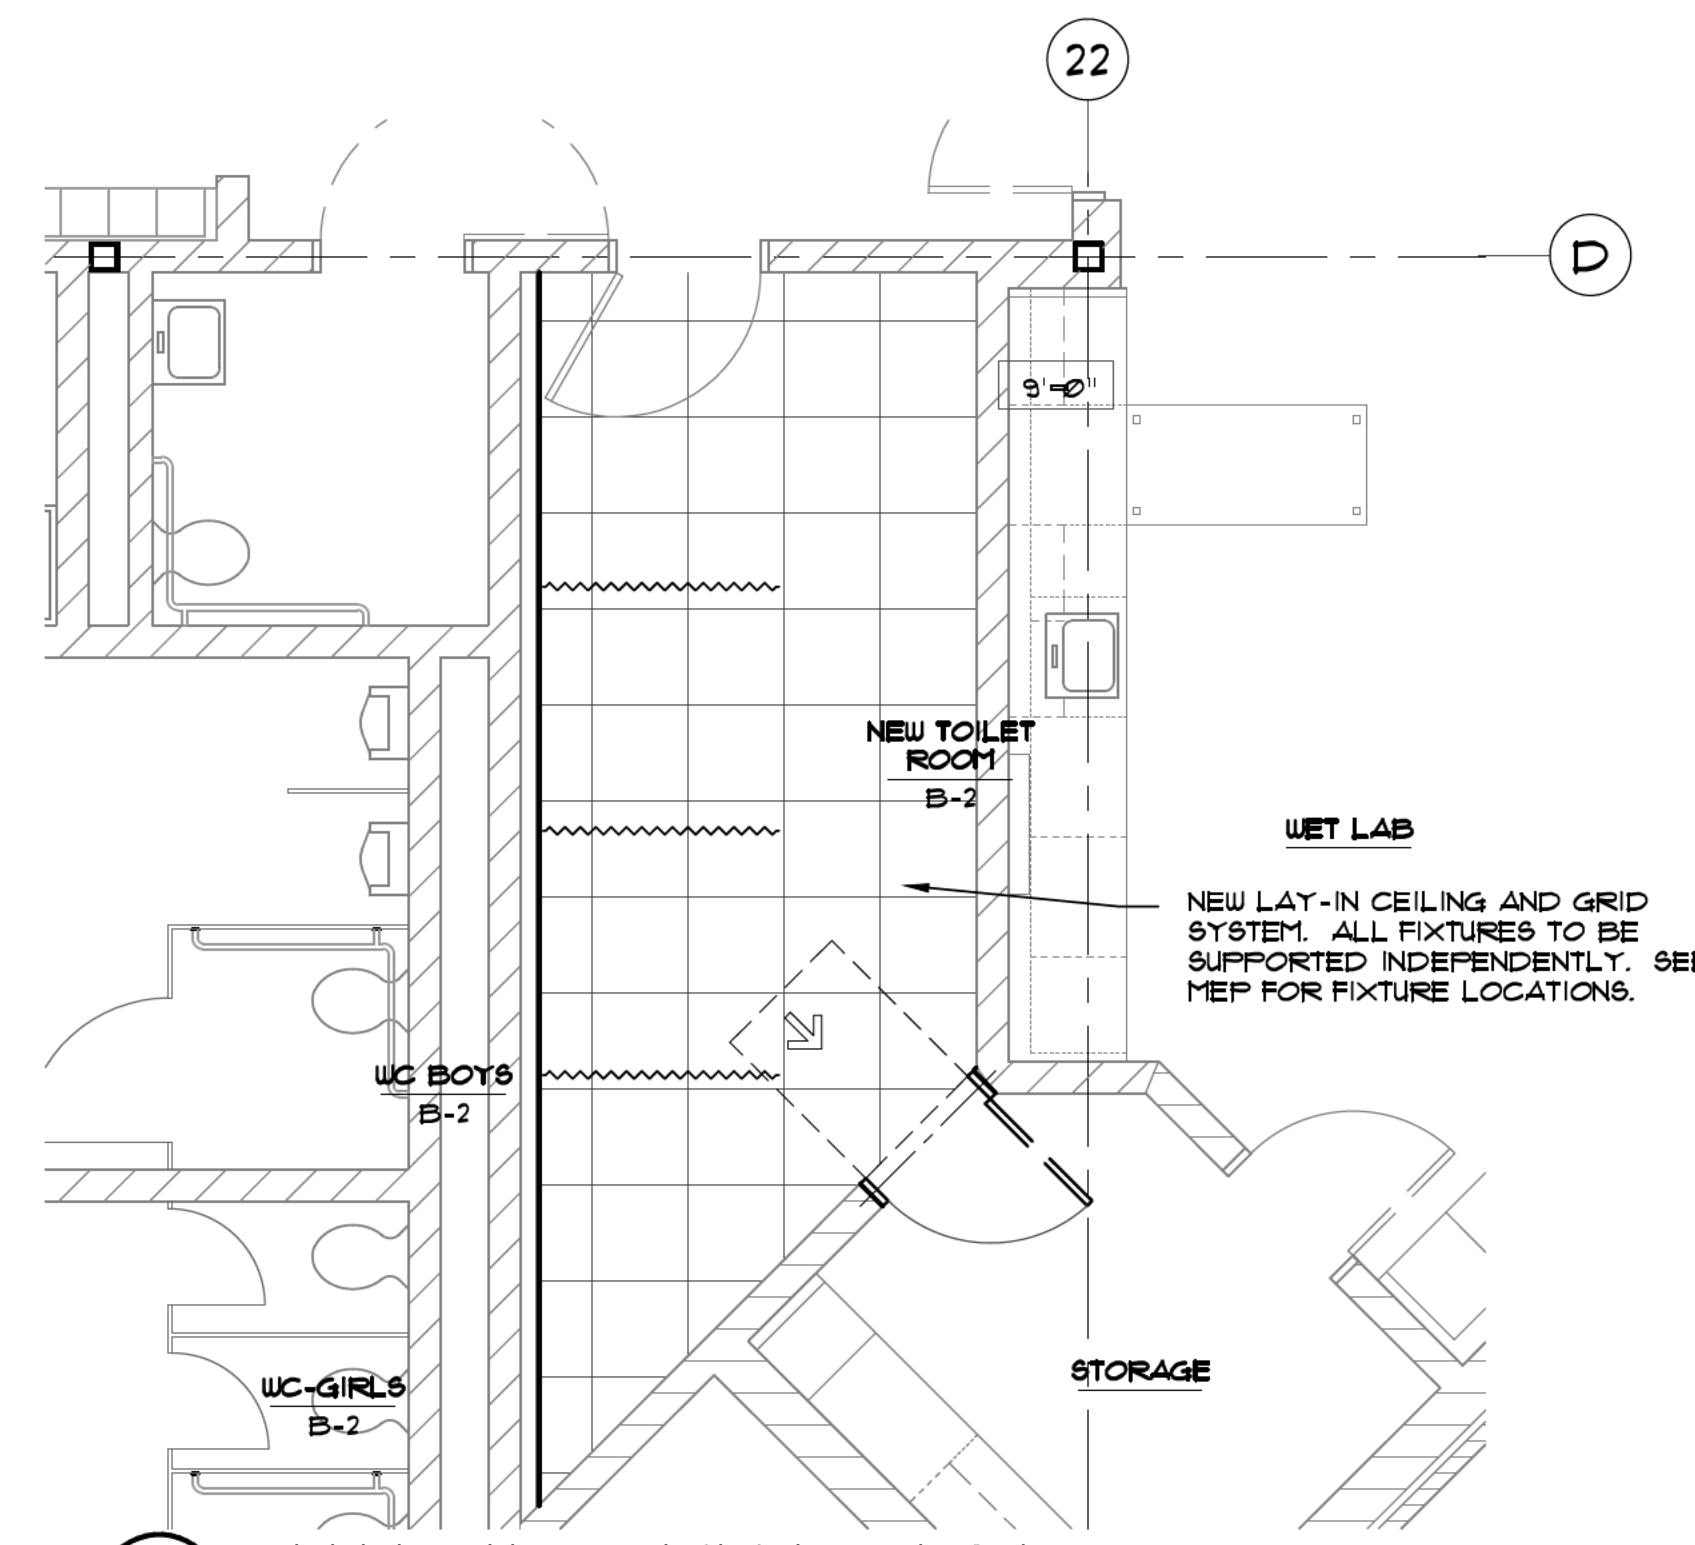 22
D
9'-0"
NEW TOILET
ROOM
B-2
WET LAB
NEW LAY-IN CEILING AND GRID
SYSTEM. ALL FIXTURES TO BE
SUPPORTED INDEPENDENTLY. SEE
MEP FOR FIXTURE LOCATIONS.
WC BOYS
B-2
STORAGE
WC-GIRLS
B-2